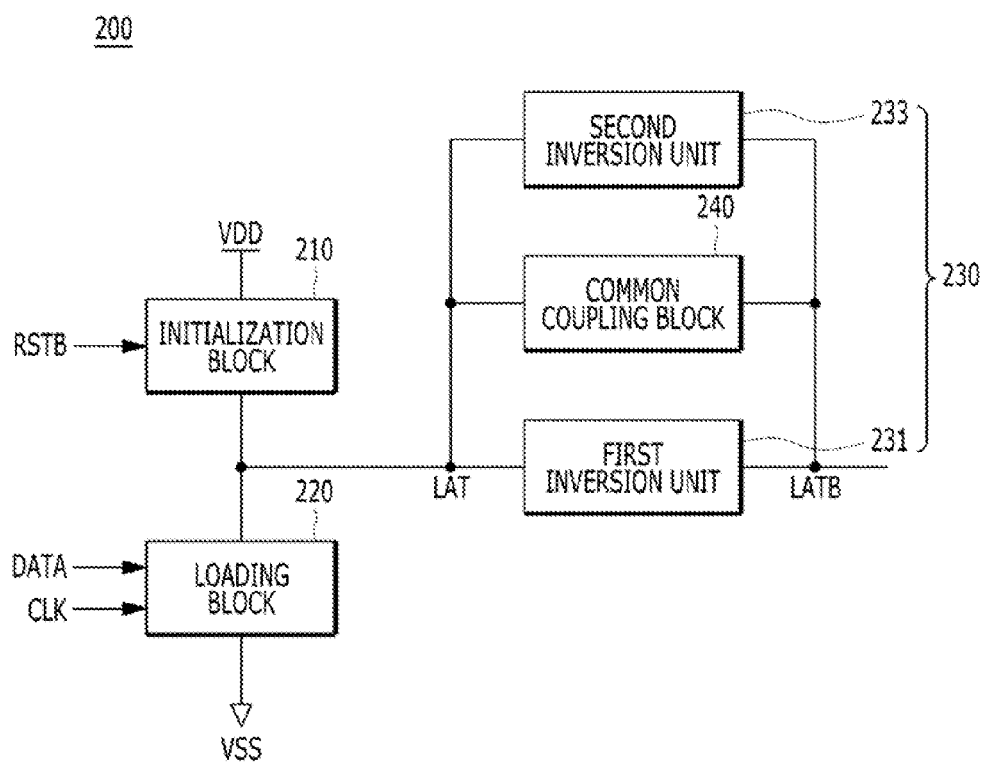 200
SECOND
INVERSION UNIT
233
240
VDD
210
COMMON
COUPLING BLOCK
230
RSTB
INITIALIZATION
BLOCK
FIRST
INVERSION UNIT
231
LAT
LATB
220
DATA
CLK
LOADING
BLOCK
VSS